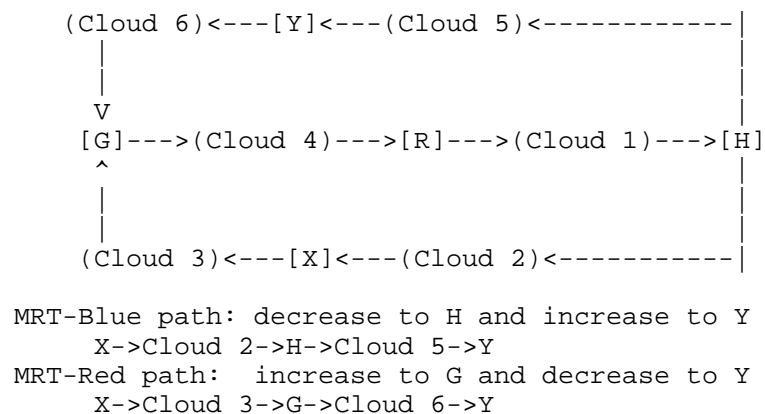 (Cloud 6)<---[Y]<---(Cloud 5)<------------|
|                                         |
|                                         |
V                                         |
[G]--->(Cloud 4)--->[R]--->(Cloud 1)--->[H]
^                                         |
|                                         |
|                                         |
(Cloud 3)<---[X]<---(Cloud 2)<-----------|
MRT-Blue path: decrease to H and increase to Y
X->Cloud 2->H->Cloud 5->Y
MRT-Red path:  increase to G and decrease to Y
X->Cloud 3->G->Cloud 6->Y